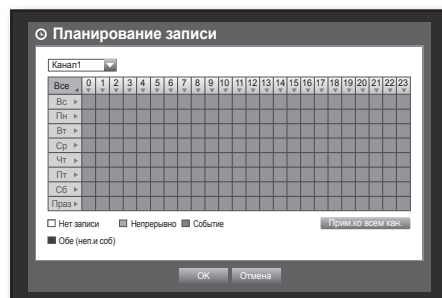 Планирование записи
Канал1
Все 0 1 2 3 4 5 6 7 8 9 10 11 12 13 14 15 16 17 18 19 20 21 22 23
Вс
Пн
Вт
Ср
Чт
Пт
Сб
Праз
Нет записи Непрерывно Событие Прим.ко всем кан.
Обе (неп.и соб)
OK Отмена